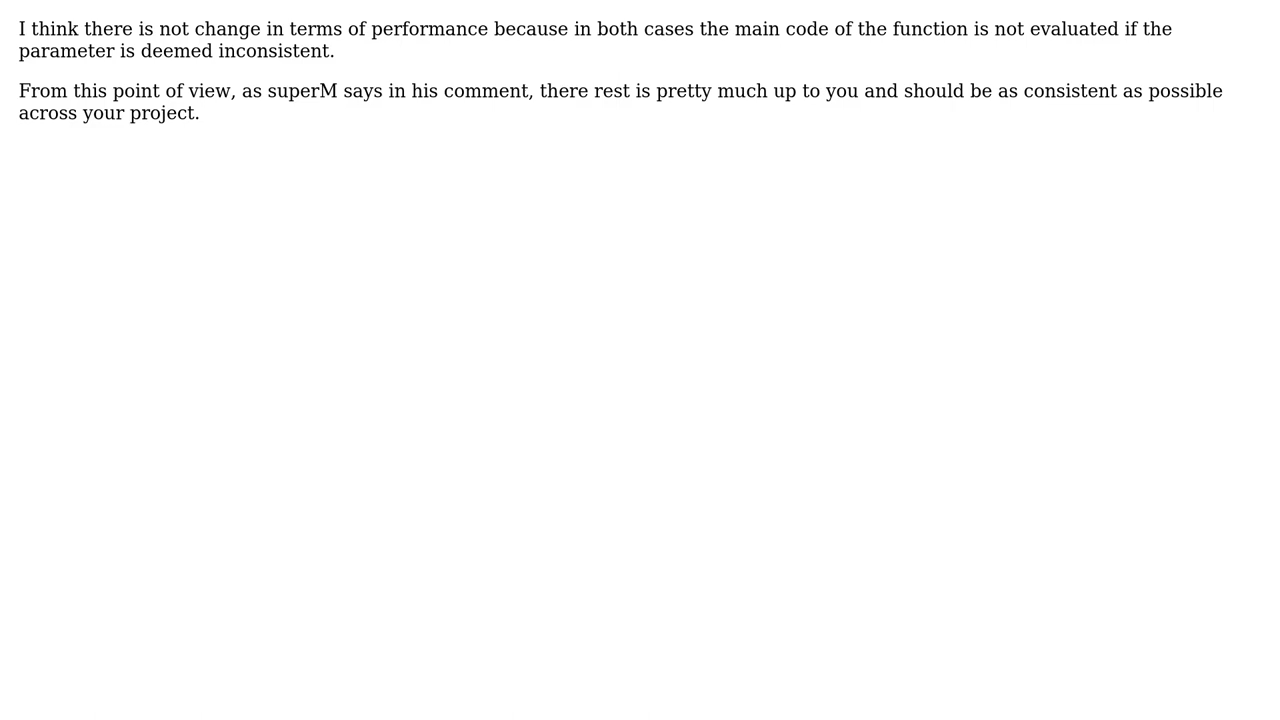 I think there is not change in terms of performance because in both cases the main code of the function is not evaluated if the
parameter is deemed inconsistent.
From this point of view, as superM says in his comment, there rest is pretty much up to you and should be as consistent as possible
across your project.